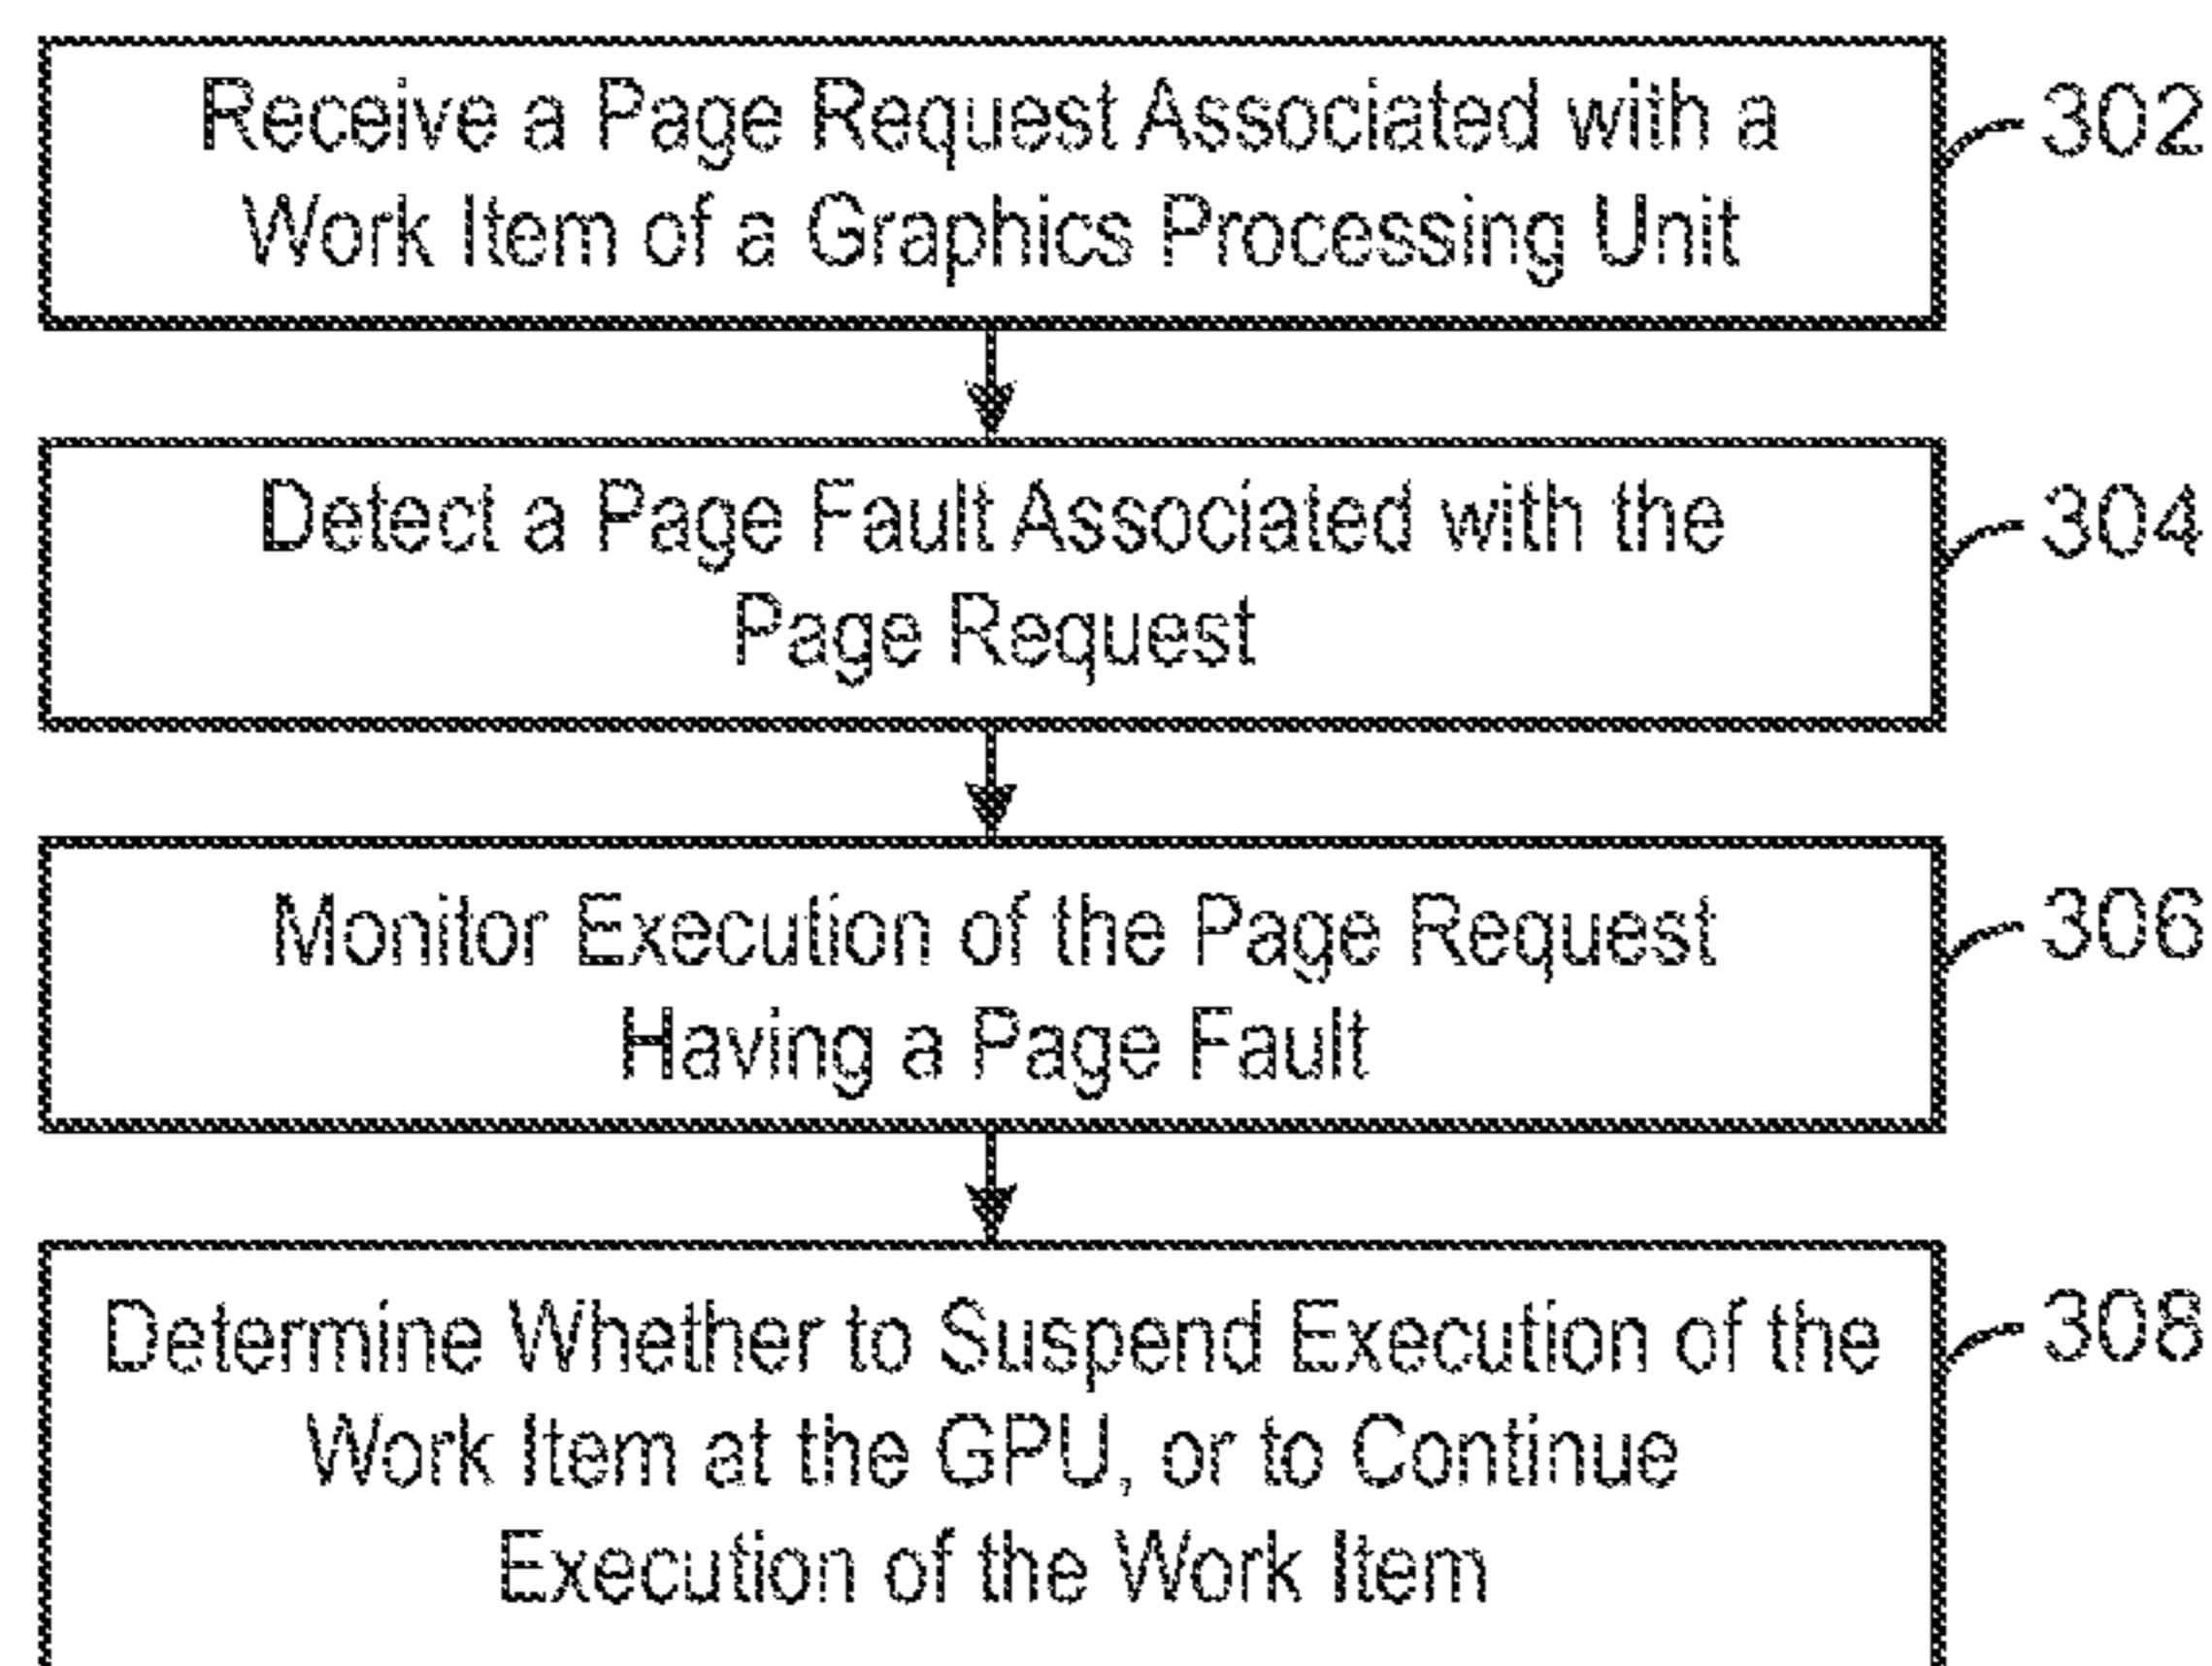 Receive a Page Request Associated with a
Work Item of a Graphics Processing Unit
302
Detect a Page Fault Associated with the
Page Request
304
Monitor Execution of the Page Request
Having a Page Fault
306
Determine Whether to Suspend Execution of the
Work Item at the GPU, or to Continue
Execution of the Work Item
308